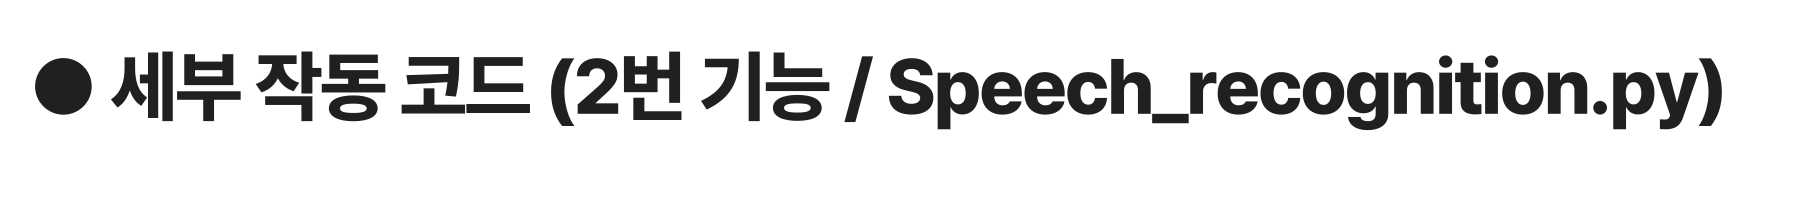 ● 세부 작동 코드 (2번 기능 / Speech_recognition.py)